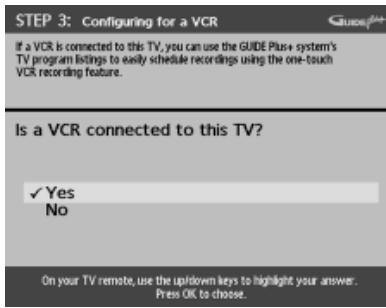 STEP 3: Configuring for a VCR
GUIDE Plus+
If a VCR is connected to this TV, you can use the GUIDE Plus+ system's
TV program listings to easily schedule recordings using the one-touch
VCR recording feature.
Is a VCR connected to this TV?
✓ Yes
No
On your TV remote, use the up/down keys to highlight your answer.
Press OK to choose.